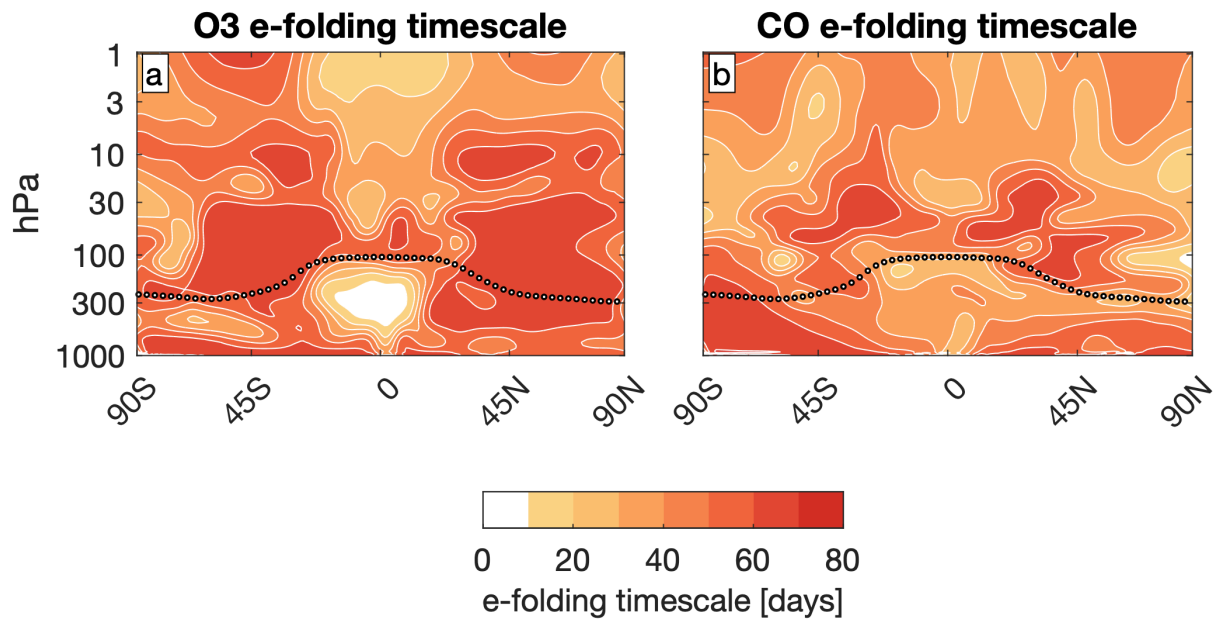 O3 e-folding timescale
CO e-folding timescale
a
b
hPa
1
3
10
30
100
300
1000
90S 45S 0 45N 90N
90S 45S 0 45N 90N
0 20 40 60 80
e-folding timescale [days]